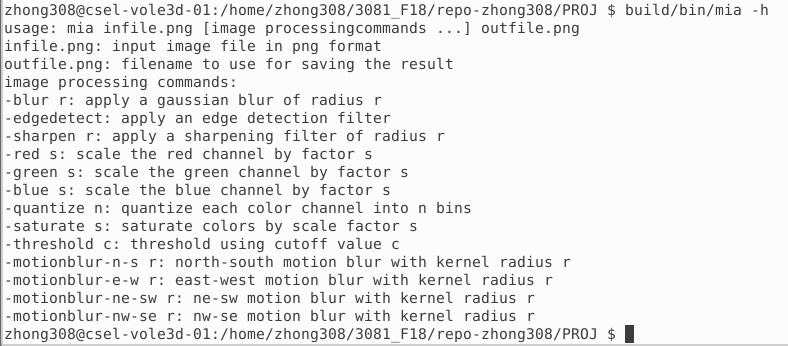 zhong308@csel-vole3d-01:/home/zhong308/3081_F18/repo-zhong308/PROJ $ build/bin/mia -h
usage: mia infile.png [image processingcommands ...] outfile.png
infile.png: input image file in png format
outfile.png: filename to use for saving the result
image processing commands:
-blur r: apply a gaussian blur of radius r
-edgedetect: apply an edge detection filter
-sharpen r: apply a sharpening filter of radius r
-red s: scale the red channel by factor s
-green s: scale the green channel by factor s
-blue s: scale the blue channel by factor s
-quantize n: quantize each color channel into n bins
-saturate s: saturate colors by scale factor s
-threshold c: threshold using cutoff value c
-motionblur-n-s r: north-south motion blur with kernel radius r
-motionblur-e-w r: east-west motion blur with kernel radius r
-motionblur-ne-sw r: ne-sw motion blur with kernel radius r
-motionblur-nw-se r: nw-se motion blur with kernel radius r
zhong308@csel-vole3d-01:/home/zhong308/3081_F18/repo-zhong308/PROJ $